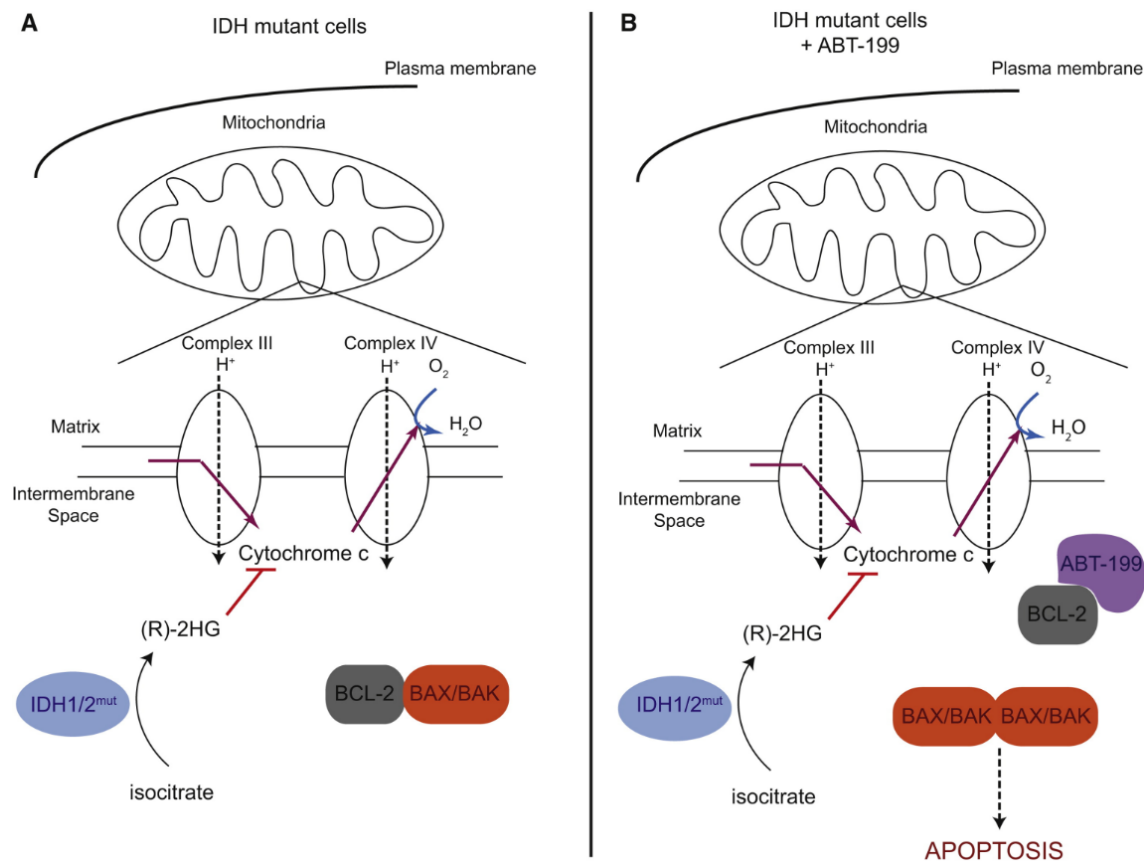 A
IDH mutant cells
Plasma membrane
Mitochondria
Complex III
H⁺
Complex IV
H⁺
O₂
H₂O
Matrix
Intermembrane
Space
Cytochrome c
(R)-2HG
IDH1/2ᵐᵘᵗ
BCL-2
BAX/BAK
isocitrate
B
IDH mutant cells
+ ABT-199
Plasma membrane
Mitochondria
Complex III
H⁺
Complex IV
H⁺
O₂
H₂O
Matrix
Intermembrane
Space
Cytochrome c
ABT-199
BCL-2
(R)-2HG
IDH1/2ᵐᵘᵗ
BAX/BAK BAX/BAK
isocitrate
APOPTOSIS